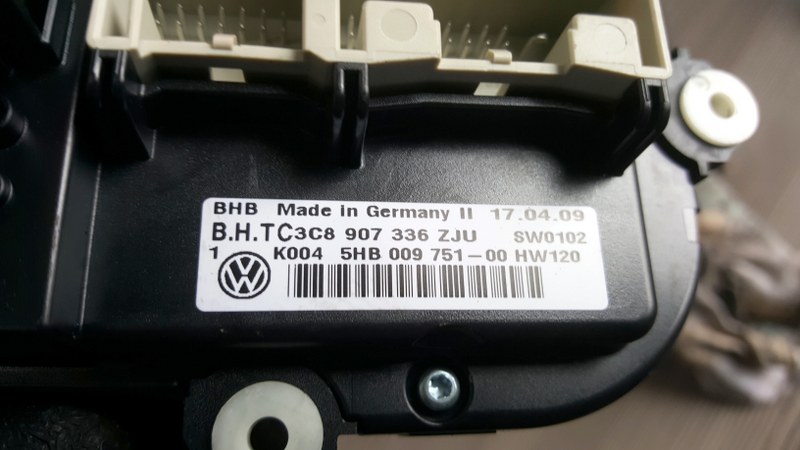 BHB Made in Germany II 17.04.09
B.H.TC3C8 907 336 ZJU SW0102
1 K004 5HB 009 751-00 HW120
VW